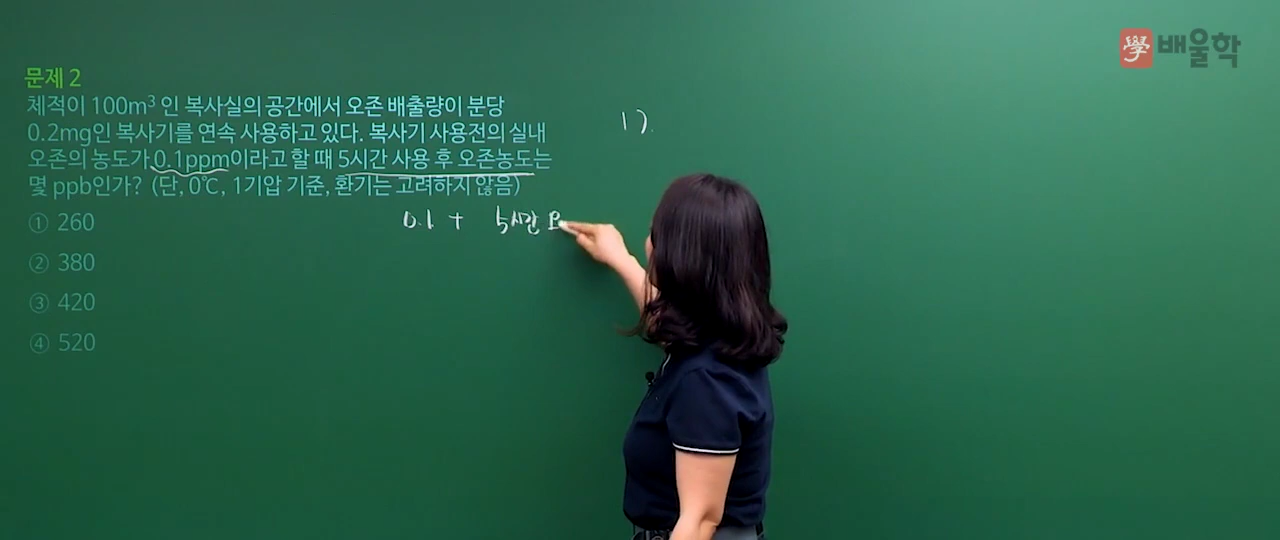 學 배울학
문제 2
체적이 100m³ 인 복사실의 공간에서 오존 배출량이 분당
0.2mg인 복사기를 연속 사용하고 있다. 복사기 사용전의 실내
오존의 농도가 0.1ppm이라고 할 때 5시간 사용 후 오존농도는
몇 ppb인가? (단, 0℃, 1기압 기준, 환기는 고려하지 않음)
① 260
② 380
③ 420
④ 520
1).
0.1 + 5시간